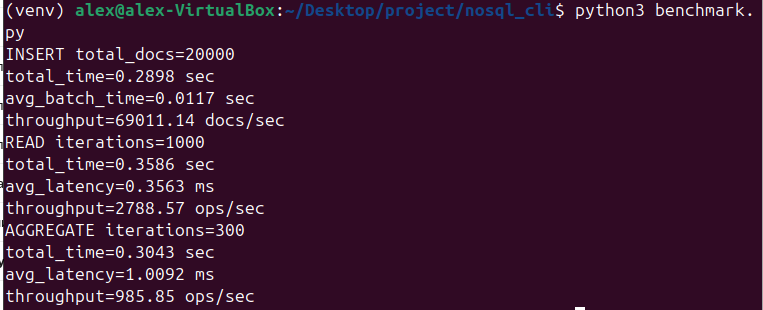 (venv) alex@alex-VirtualBox:~/Desktop/project/nosql_cli$ python3 benchmark.
py
INSERT total_docs=20000
total_time=0.2898 sec
avg_batch_time=0.0117 sec
throughput=69011.14 docs/sec
READ iterations=1000
total_time=0.3586 sec
avg_latency=0.3563 ms
throughput=2788.57 ops/sec
AGGREGATE iterations=300
total_time=0.3043 sec
avg_latency=1.0092 ms
throughput=985.85 ops/sec